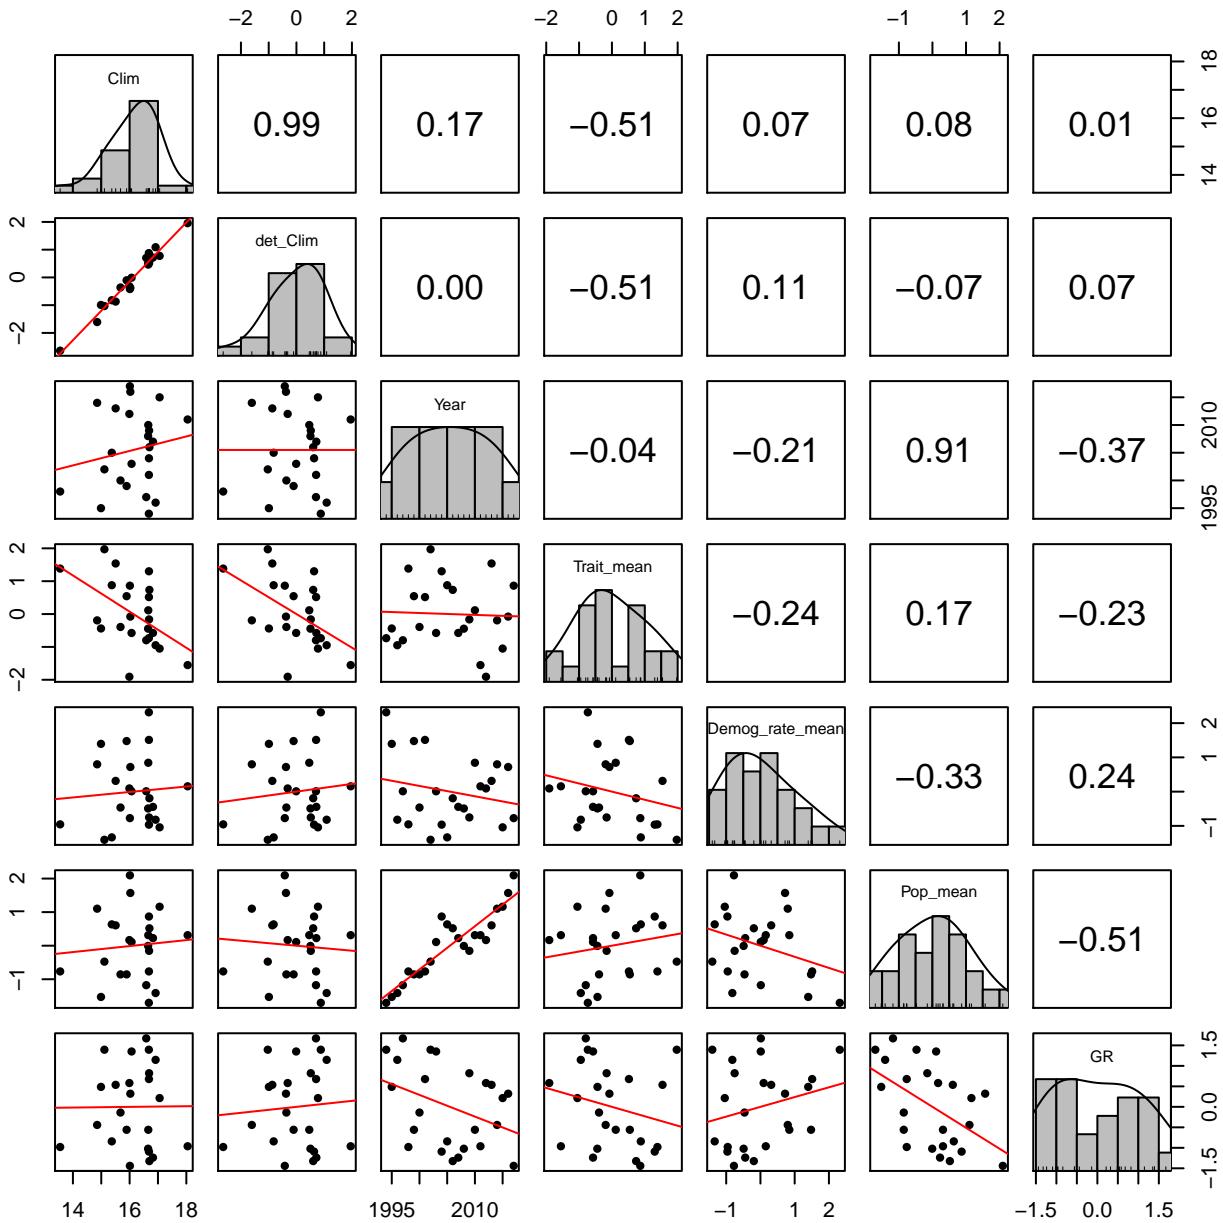 −2 0 2 −2 0 1 2 −1 1 2
Clim 0.99 0.17 −0.51 0.07 0.08 0.01 14 16 18
−2 0 2 det_Clim 0.00 −0.51 0.11 −0.07 0.07
Year −0.04 −0.21 0.91 −0.37 1995 2010
−2 0 1 2 Trait_mean −0.24 0.17 −0.23
Demog_rate_mean −0.33 0.24 −1 1 2
−1 1 2 Pop_mean −0.51
GR −1.5 0.0 1.5
14 16 18 1995 2010 −1 1 2 −1.5 0.0 1.5